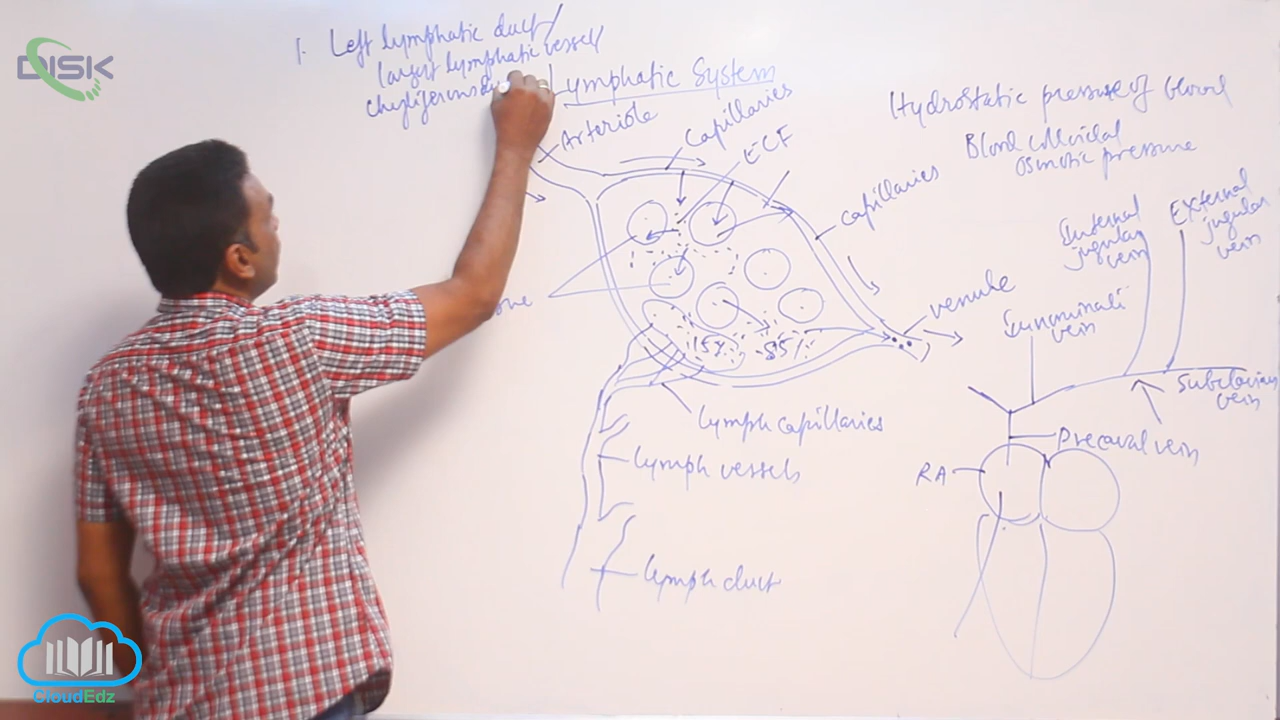 DISK
1. Left lymphatic duct/
largest lymphatic vessel/
chyliferous
Lymphatic System
Arteriole
Capillaries
ECF
Hydrostatic pressure of blood
Blood colloidal
osmotic pressure
capillaries
Internal
jugular
vein
External
jugular
vein
venule
vein
Subclavian
vein
15%
85%
lymph capillaries
lymph vessels
lymph duct
RA
Precaval vein
CloudEdz